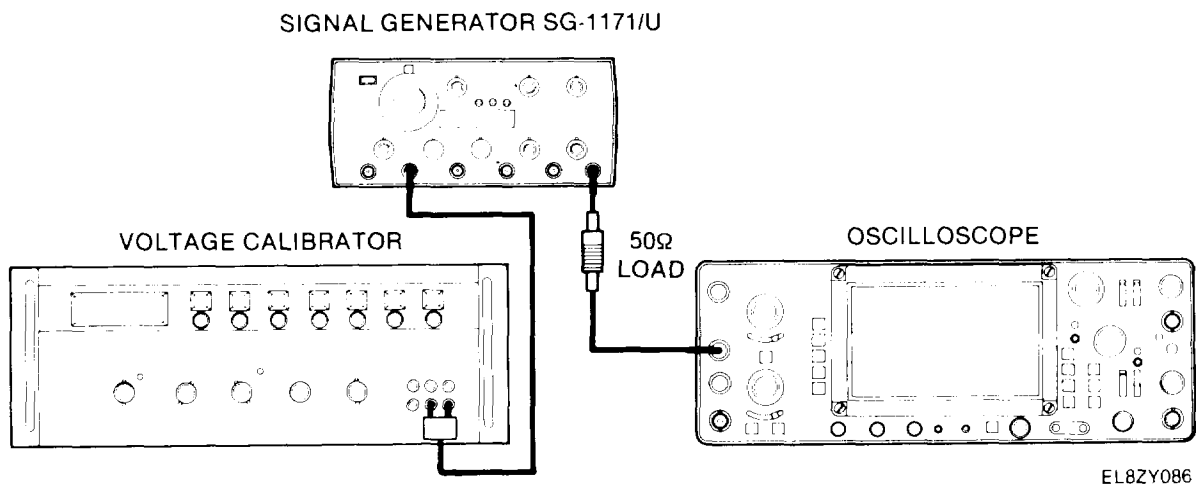 SIGNAL GENERATOR SG-1171/U
VOLTAGE CALIBRATOR
50Ω
LOAD
OSCILLOSCOPE
EL8ZY086